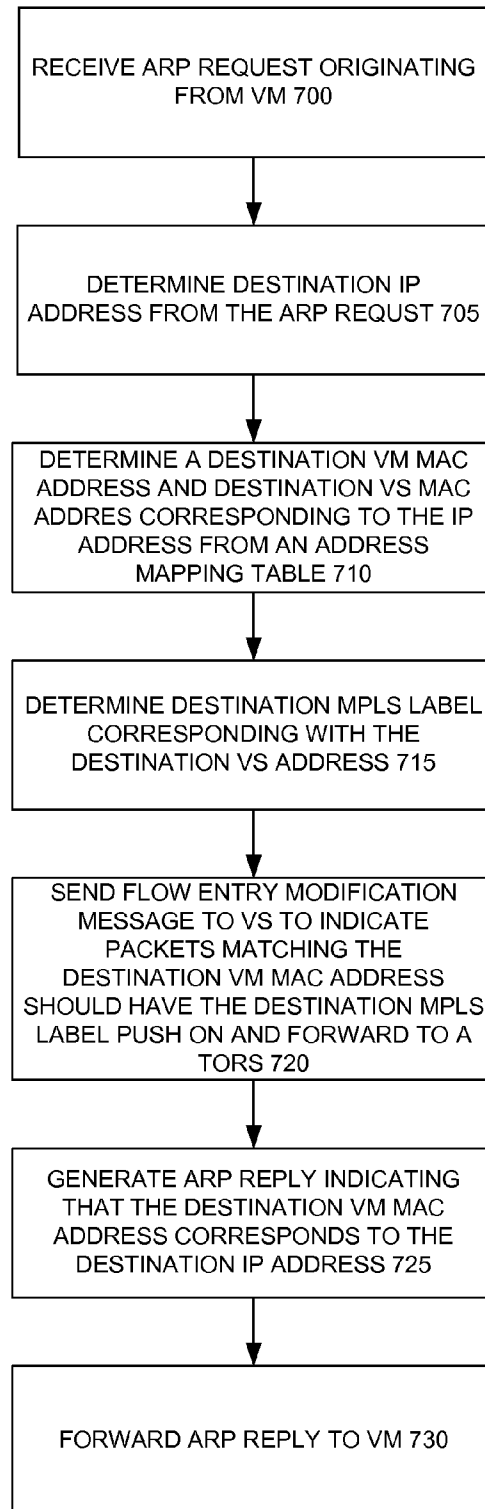 RECEIVE ARP REQUEST ORIGINATING
FROM VM 700
DETERMINE DESTINATION IP
ADDRESS FROM THE ARP REQUST 705
DETERMINE A DESTINATION VM MAC
ADDRESS AND DESTINATION VS MAC
ADDRES CORRESPONDING TO THE IP
ADDRESS FROM AN ADDRESS
MAPPING TABLE 710
DETERMINE DESTINATION MPLS LABEL
CORRESPONDING WITH THE
DESTINATION VS ADDRESS 715
SEND FLOW ENTRY MODIFICATION
MESSAGE TO VS TO INDICATE
PACKETS MATCHING THE
DESTINATION VM MAC ADDRESS
SHOULD HAVE THE DESTINATION MPLS
LABEL PUSH ON AND FORWARD TO A
TORS 720
GENERATE ARP REPLY INDICATING
THAT THE DESTINATION VM MAC
ADDRESS CORRESPONDS TO THE
DESTINATION IP ADDRESS 725
FORWARD ARP REPLY TO VM 730